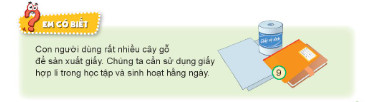 EM CÓ BIẾT
Con người dùng rất nhiều cây gỗ
để sản xuất giấy. Chúng ta cần sử dụng giấy
hợp lí trong học tập và sinh hoạt hằng ngày.
9